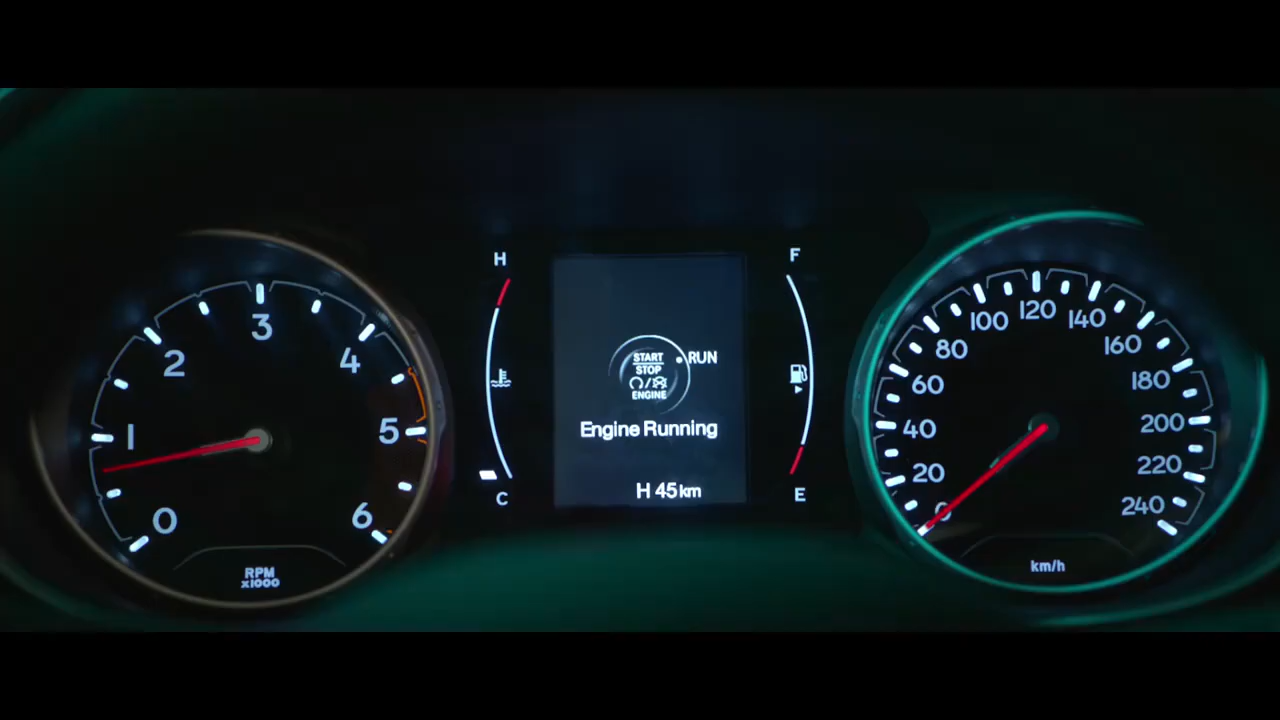 0
1
2
3
4
5
6
RPM
x1000
H
C
START
STOP
ENGINE
RUN
Engine Running
H 45 km
F
E
0
20
40
60
80
100
120
140
160
180
200
220
240
km/h